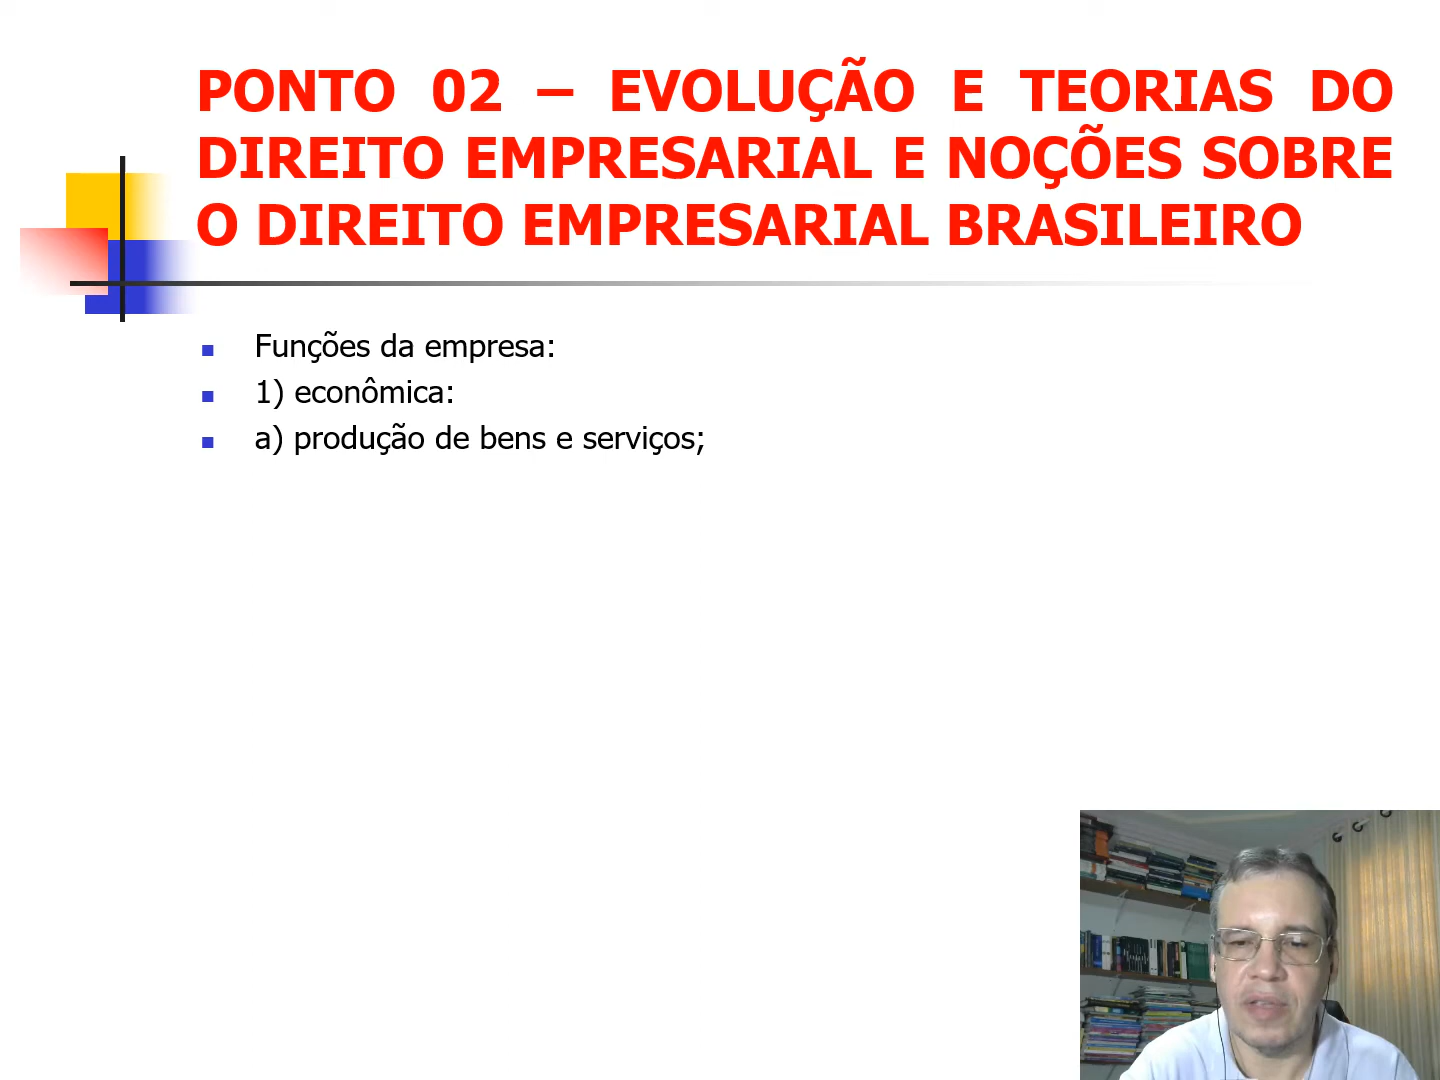 PONTO 02 – EVOLUÇÃO E TEORIAS DO
DIREITO EMPRESARIAL E NOÇÕES SOBRE
O DIREITO EMPRESARIAL BRASILEIRO
Funções da empresa:
1) econômica:
a) produção de bens e serviços;